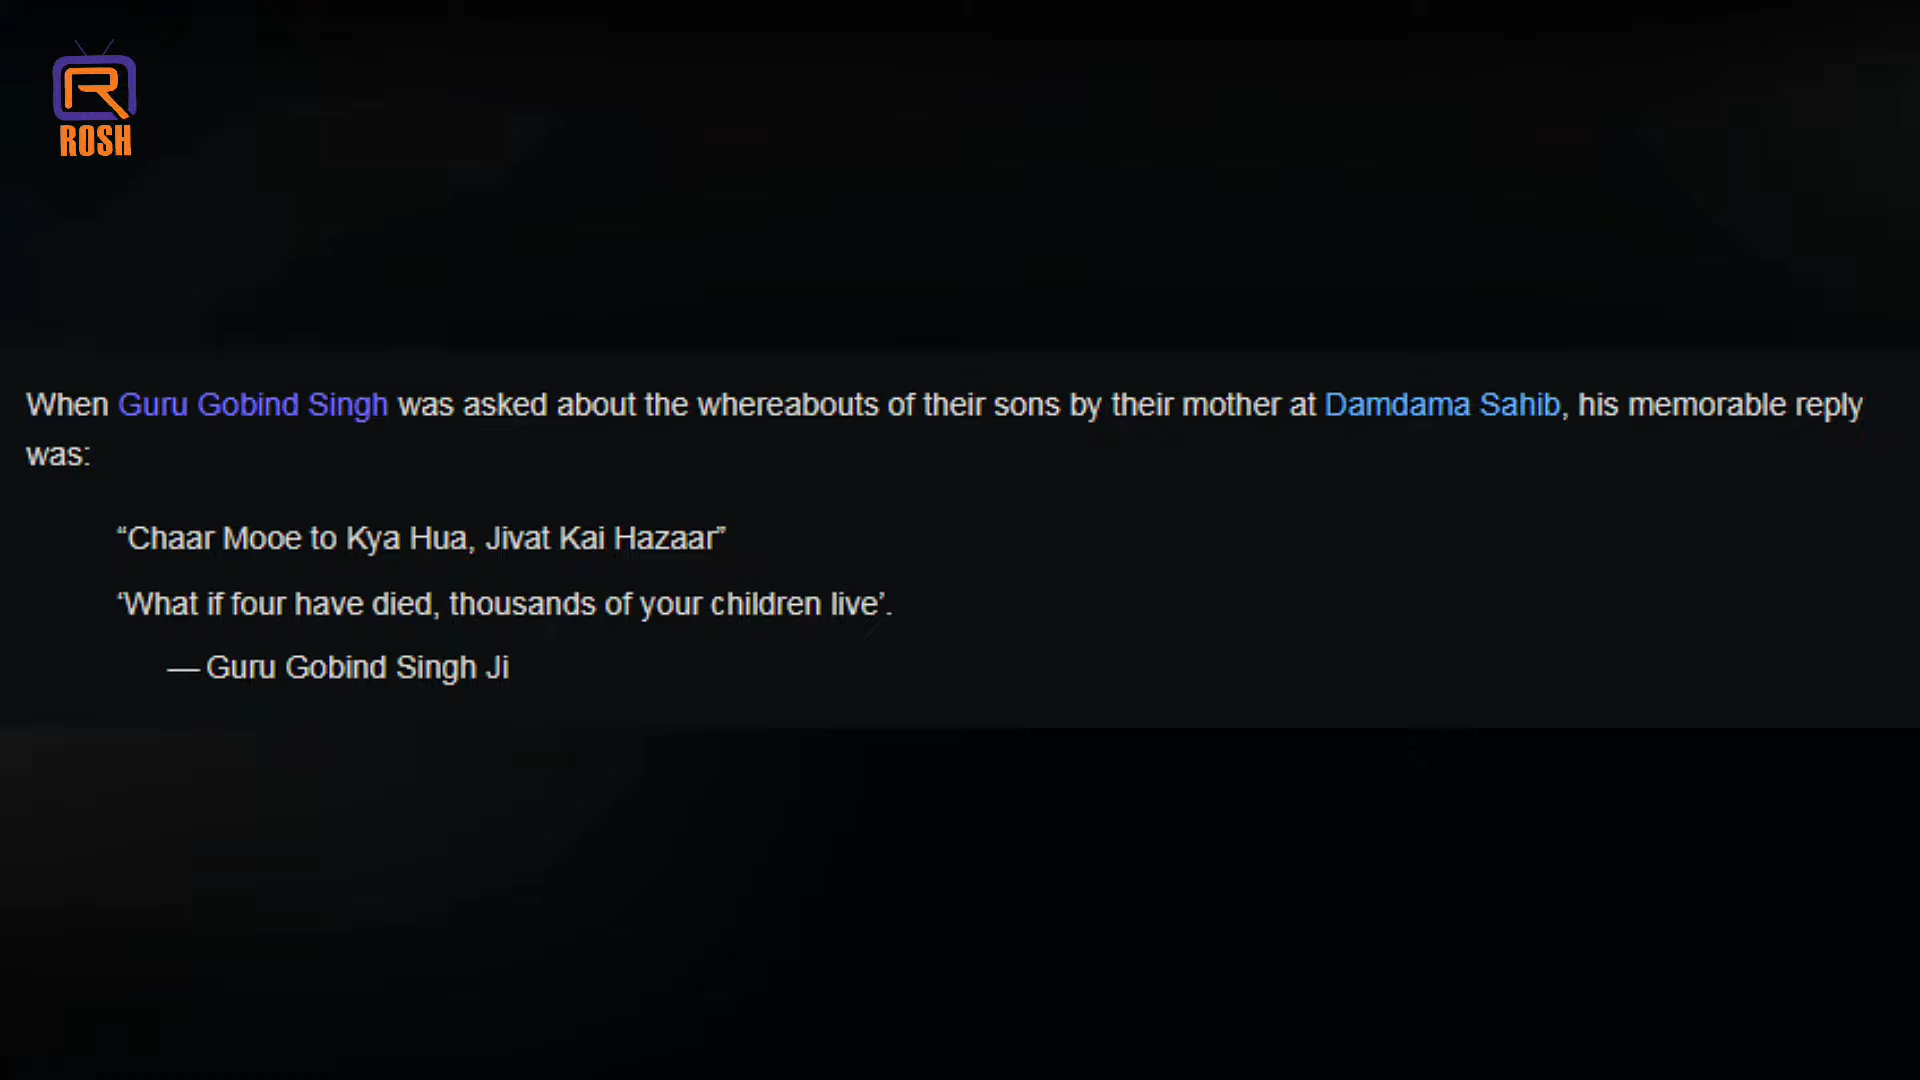 R
ROSH
When Guru Gobind Singh was asked about the whereabouts of their sons by their mother at Damdama Sahib, his memorable reply
was:
“Chaar Mooe to Kya Hua, Jivat Kai Hazaar”
‘What if four have died, thousands of your children live’.
— Guru Gobind Singh Ji